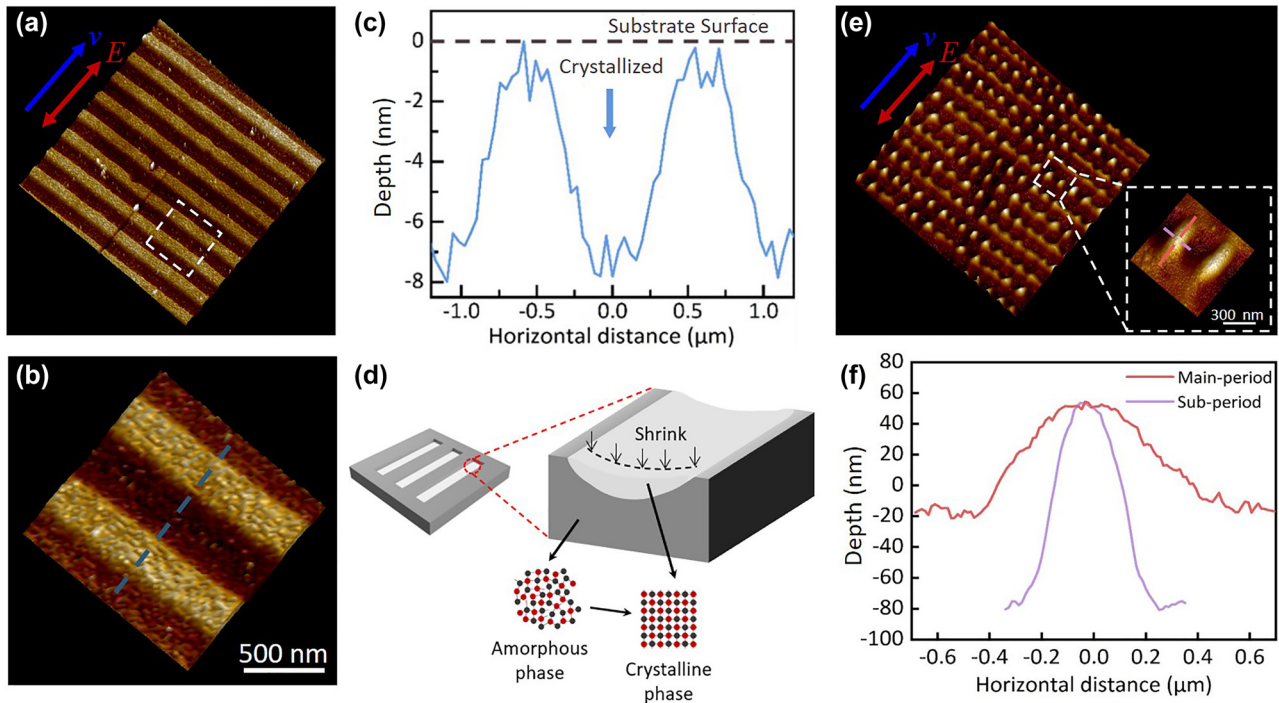 (a)
v
E
(b)
500 nm
(c)
Substrate Surface
Crystallized
0
-2
-4
-6
-8
Depth (nm)
-1.0 -0.5 0.0 0.5 1.0
Horizontal distance (μm)
(d)
Shrink
Amorphous
phase
Crystalline
phase
(e)
v
E
300 nm
(f)
Main-period
Sub-period
80
60
40
20
0
-20
-40
-60
-80
-100
Depth (nm)
-0.6 -0.4 -0.2 0.0 0.2 0.4 0.6
Horizontal distance (μm)